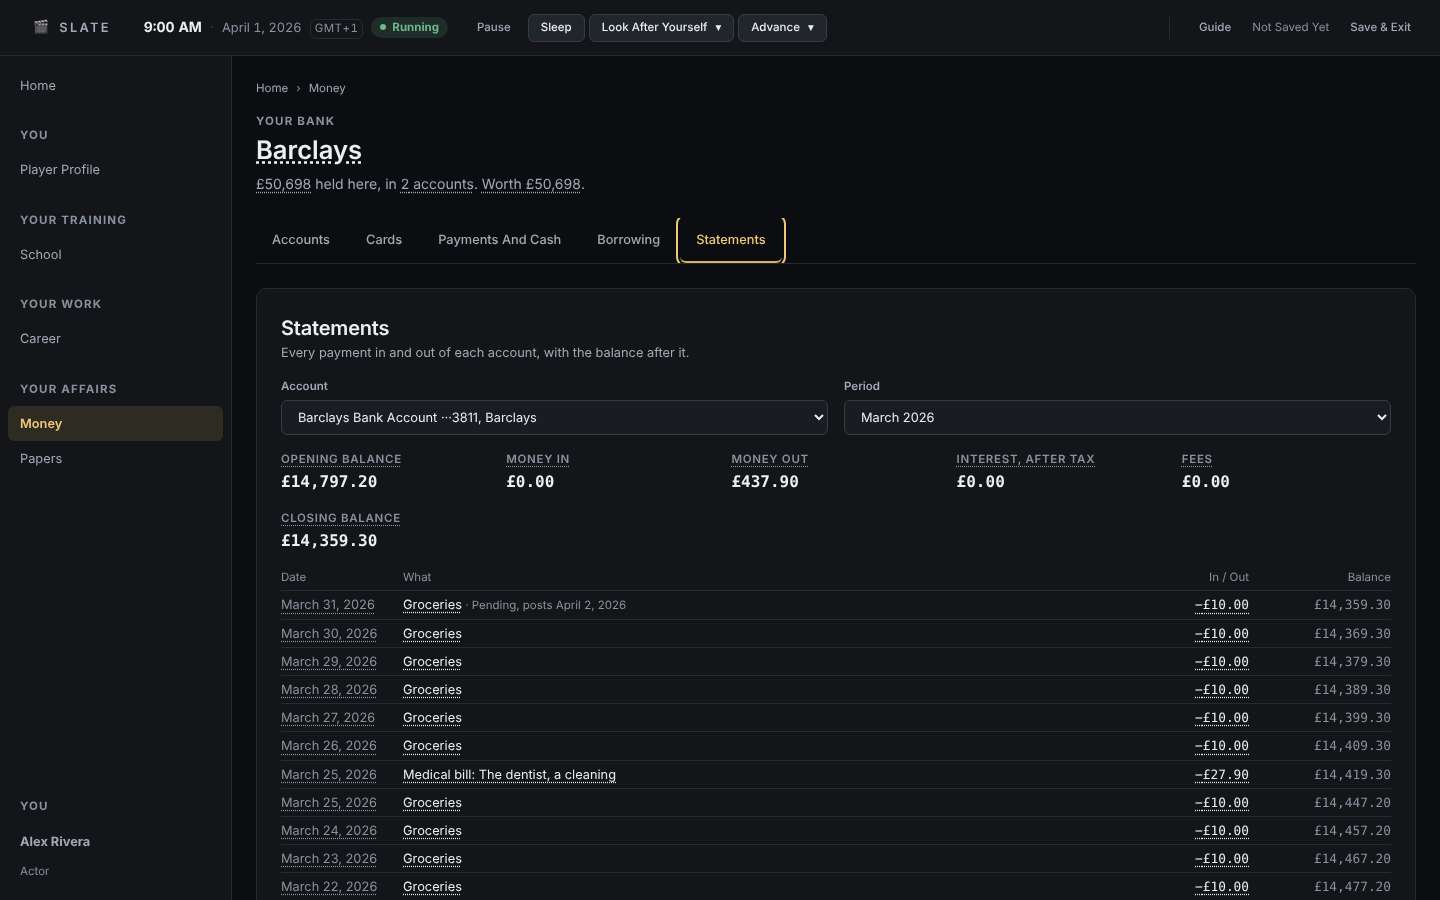 SLATE
9:00 AM · April 1, 2026 GMT+1 Running
Pause
Sleep
Look After Yourself ▾
Advance ▾
Guide
Not Saved Yet
Save & Exit
Home
YOU
Player Profile
YOUR TRAINING
School
YOUR WORK
Career
YOUR AFFAIRS
Money
Papers
YOU
Alex Rivera
Actor
Home › Money
YOUR BANK
Barclays
£50,698 held here, in 2 accounts. Worth £50,698.
Accounts Cards Payments And Cash Borrowing Statements
Statements
Every payment in and out of each account, with the balance after it.
Account Period
Barclays Bank Account ···3811, Barclays March 2026
OPENING BALANCE MONEY IN MONEY OUT INTEREST, AFTER TAX FEES
£14,797.20 £0.00 £437.90 £0.00 £0.00
CLOSING BALANCE
£14,359.30
Date What In / Out Balance
March 31, 2026 Groceries · Pending, posts April 2, 2026 −£10.00 £14,359.30
March 30, 2026 Groceries −£10.00 £14,369.30
March 29, 2026 Groceries −£10.00 £14,379.30
March 28, 2026 Groceries −£10.00 £14,389.30
March 27, 2026 Groceries −£10.00 £14,399.30
March 26, 2026 Groceries −£10.00 £14,409.30
March 25, 2026 Medical bill: The dentist, a cleaning −£27.90 £14,419.30
March 25, 2026 Groceries −£10.00 £14,447.20
March 24, 2026 Groceries −£10.00 £14,457.20
March 23, 2026 Groceries −£10.00 £14,467.20
March 22, 2026 Groceries −£10.00 £14,477.20